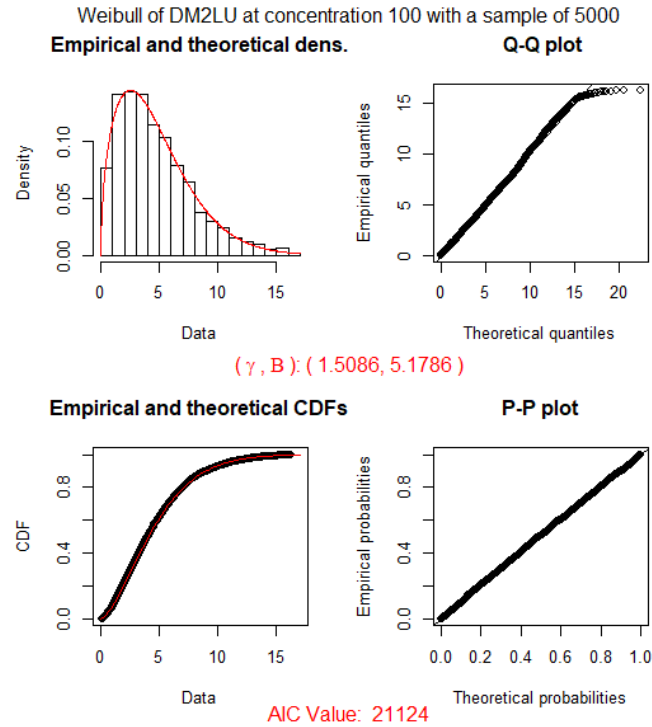 Weibull of DM2LU at concentration 100 with a sample of 5000
Empirical and theoretical dens.
Density
0.00 0.05 0.10
0 5 10 15
Data
Q-Q plot
Empirical quantiles
0 5 10 15
0 5 10 15 20
Theoretical quantiles
( γ , B ): ( 1.5086, 5.1786 )
Empirical and theoretical CDFs
CDF
0.0 0.4 0.8
0 5 10 15
Data
P-P plot
Empirical probabilities
0.0 0.4 0.8
0.0 0.2 0.4 0.6 0.8 1.0
Theoretical probabilities
AIC Value: 21124